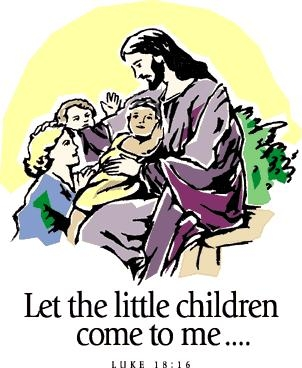 Let the little children
come to me....
LUKE 18:16